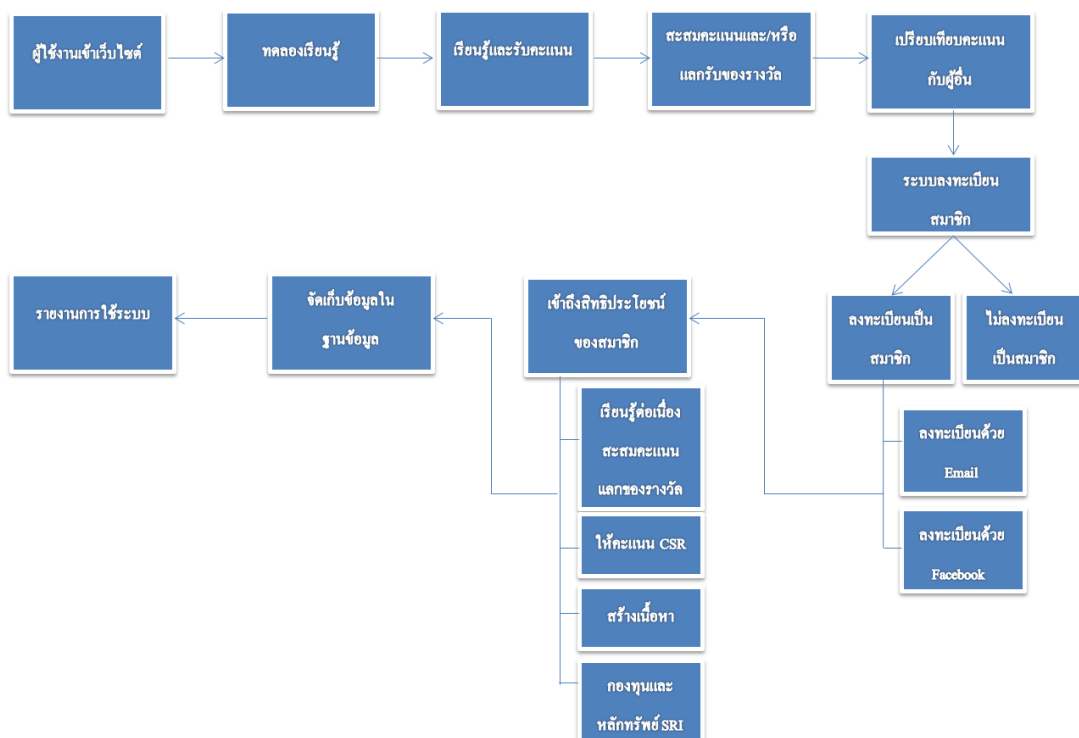 ผู้ใช้งานเข้าเว็บไซต์
ทดลองเรียนรู้
เรียนรู้และรับคะแนน
สะสมคะแนนและ/หรือ
แลกรับของรางวัล
เปรียบเทียบคะแนน
กับผู้อื่น
ระบบลงทะเบียน
สมาชิก
ลงทะเบียนเป็น
สมาชิก
ไม่ลงทะเบียน
เป็นสมาชิก
ลงทะเบียนด้วย
Email
ลงทะเบียนด้วย
Facebook
เข้าถึงสิทธิประโยชน์
ของสมาชิก
เรียนรู้ต่อเนื่อง
สะสมคะแนน
แลกของรางวัล
ให้คะแนน CSR
สร้างเนื้อหา
กองทุนและ
หลักทรัพย์ SRI
จัดเก็บข้อมูลใน
ฐานข้อมูล
รายงานการใช้ระบบ